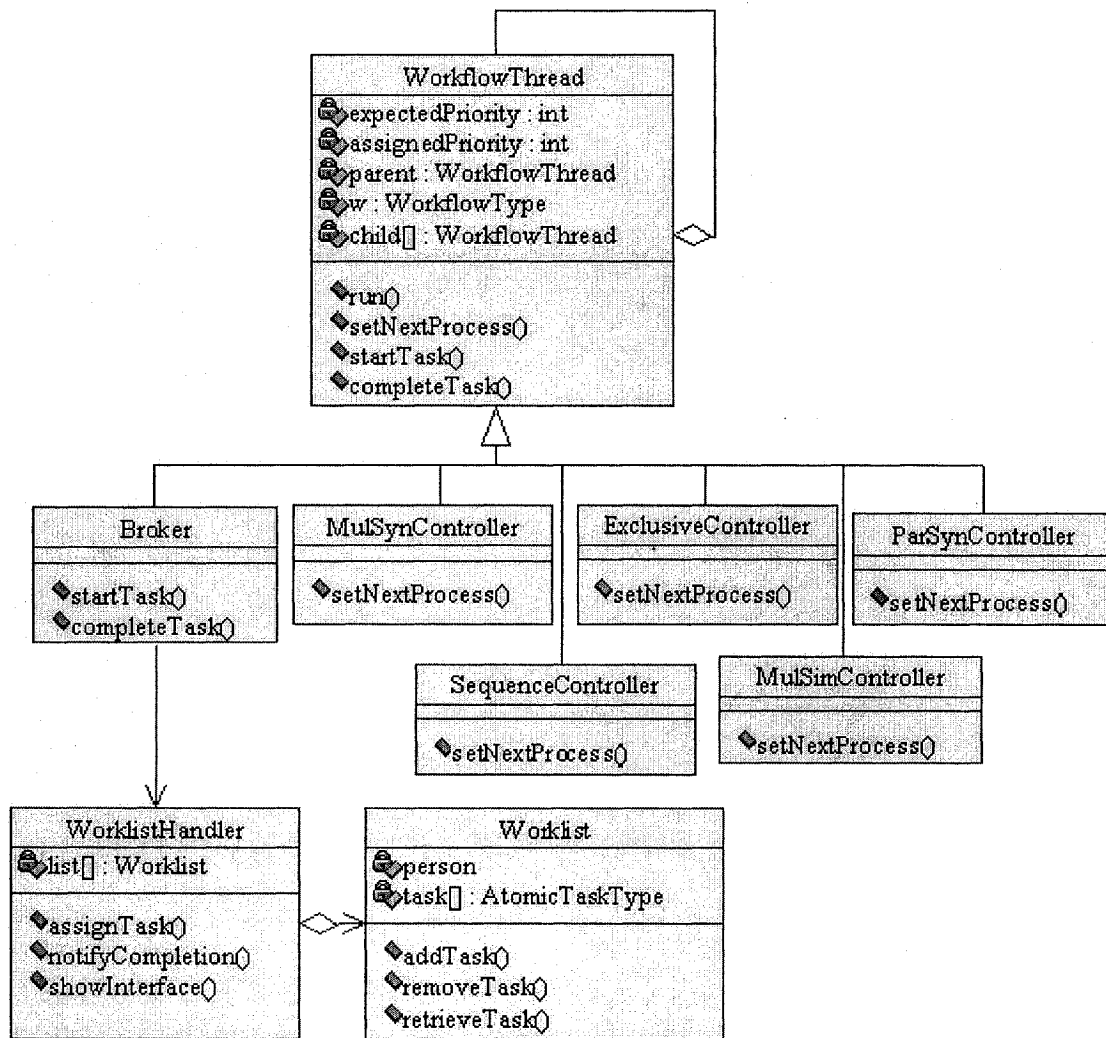 WorkflowThread
expectedPriority : int
assignedPriority : int
parent : WorkflowThread
w : WorkflowType
child[] : WorkflowThread
run()
setNextProcess()
startTask()
completeTask()
Broker
startTask()
completeTask()
MulSynController
setNextProcess()
ExclusiveController
setNextProcess()
ParSynController
setNextProcess()
SequenceController
setNextProcess()
MulSimController
setNextProcess()
WorklistHandler
list[] : Worklist
assignTask()
notifyCompletion()
showInterface()
Worklist
person
task[] : AtomicTaskType
addTask()
removeTask()
retrieveTask()